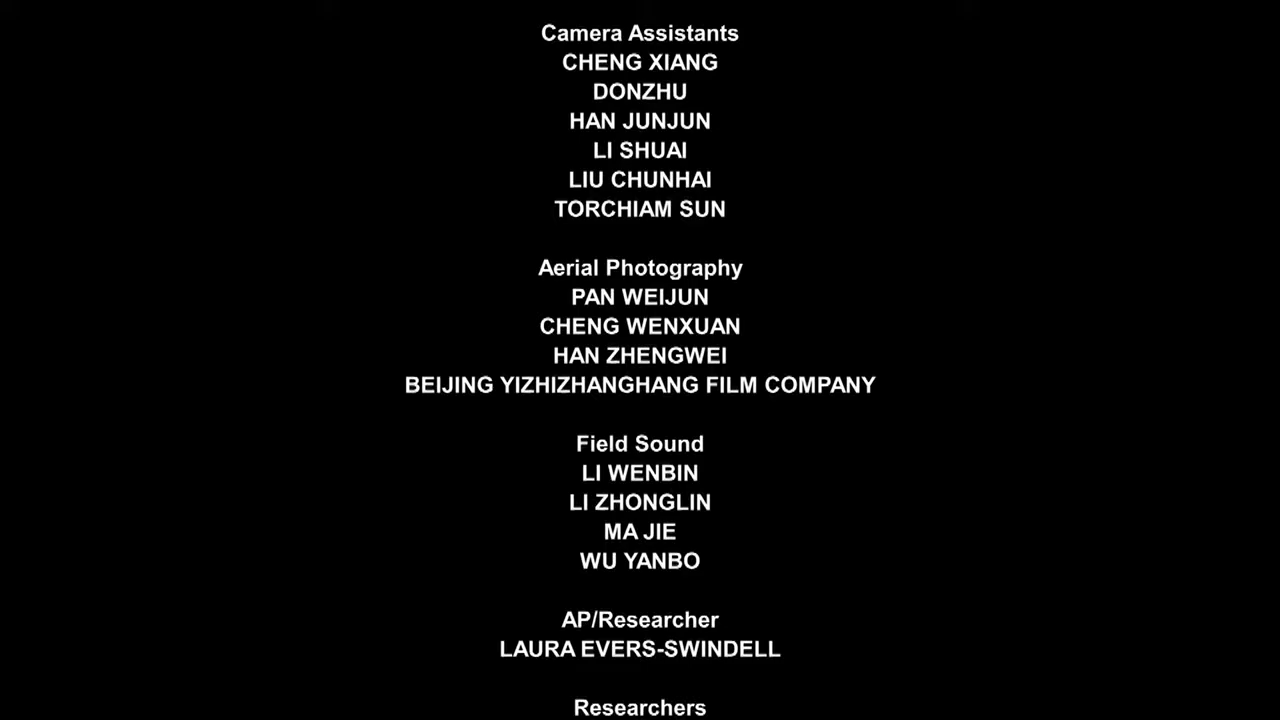 Camera Assistants
CHENG XIANG
DONZHU
HAN JUNJUN
LI SHUAI
LIU CHUNHAI
TORCHIAM SUN
Aerial Photography
PAN WEIJUN
CHENG WENXUAN
HAN ZHENGWEI
BEIJING YIZHIZHANGHANG FILM COMPANY
Field Sound
LI WENBIN
LI ZHONGLIN
MA JIE
WU YANBO
AP/Researcher
LAURA EVERS-SWINDELL
Researchers